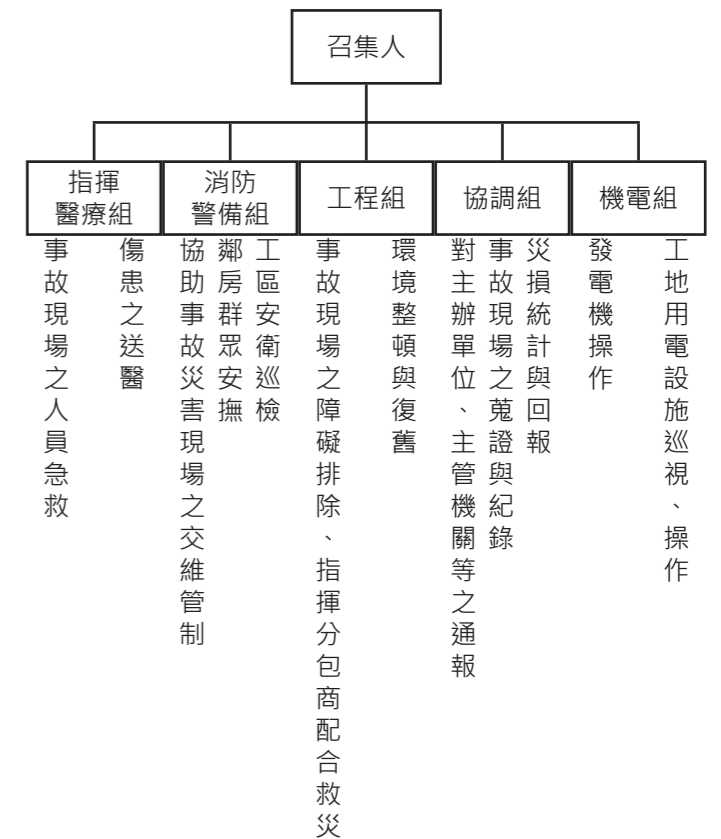 召集人
指揮
醫療組
消防
警備組
工程組
協調組
機電組
事故現場之人員急救
傷患之送醫
協助事故災害現場之交維管制
鄰房群眾安撫
工區安衛巡檢
事故現場之障礙排除、指揮分包商配合救災
環境整頓與復舊
對主辦單位、主管機關等之通報
事故現場之蒐證與紀錄
災損統計與回報
發電機操作
工地用電設施巡視、操作